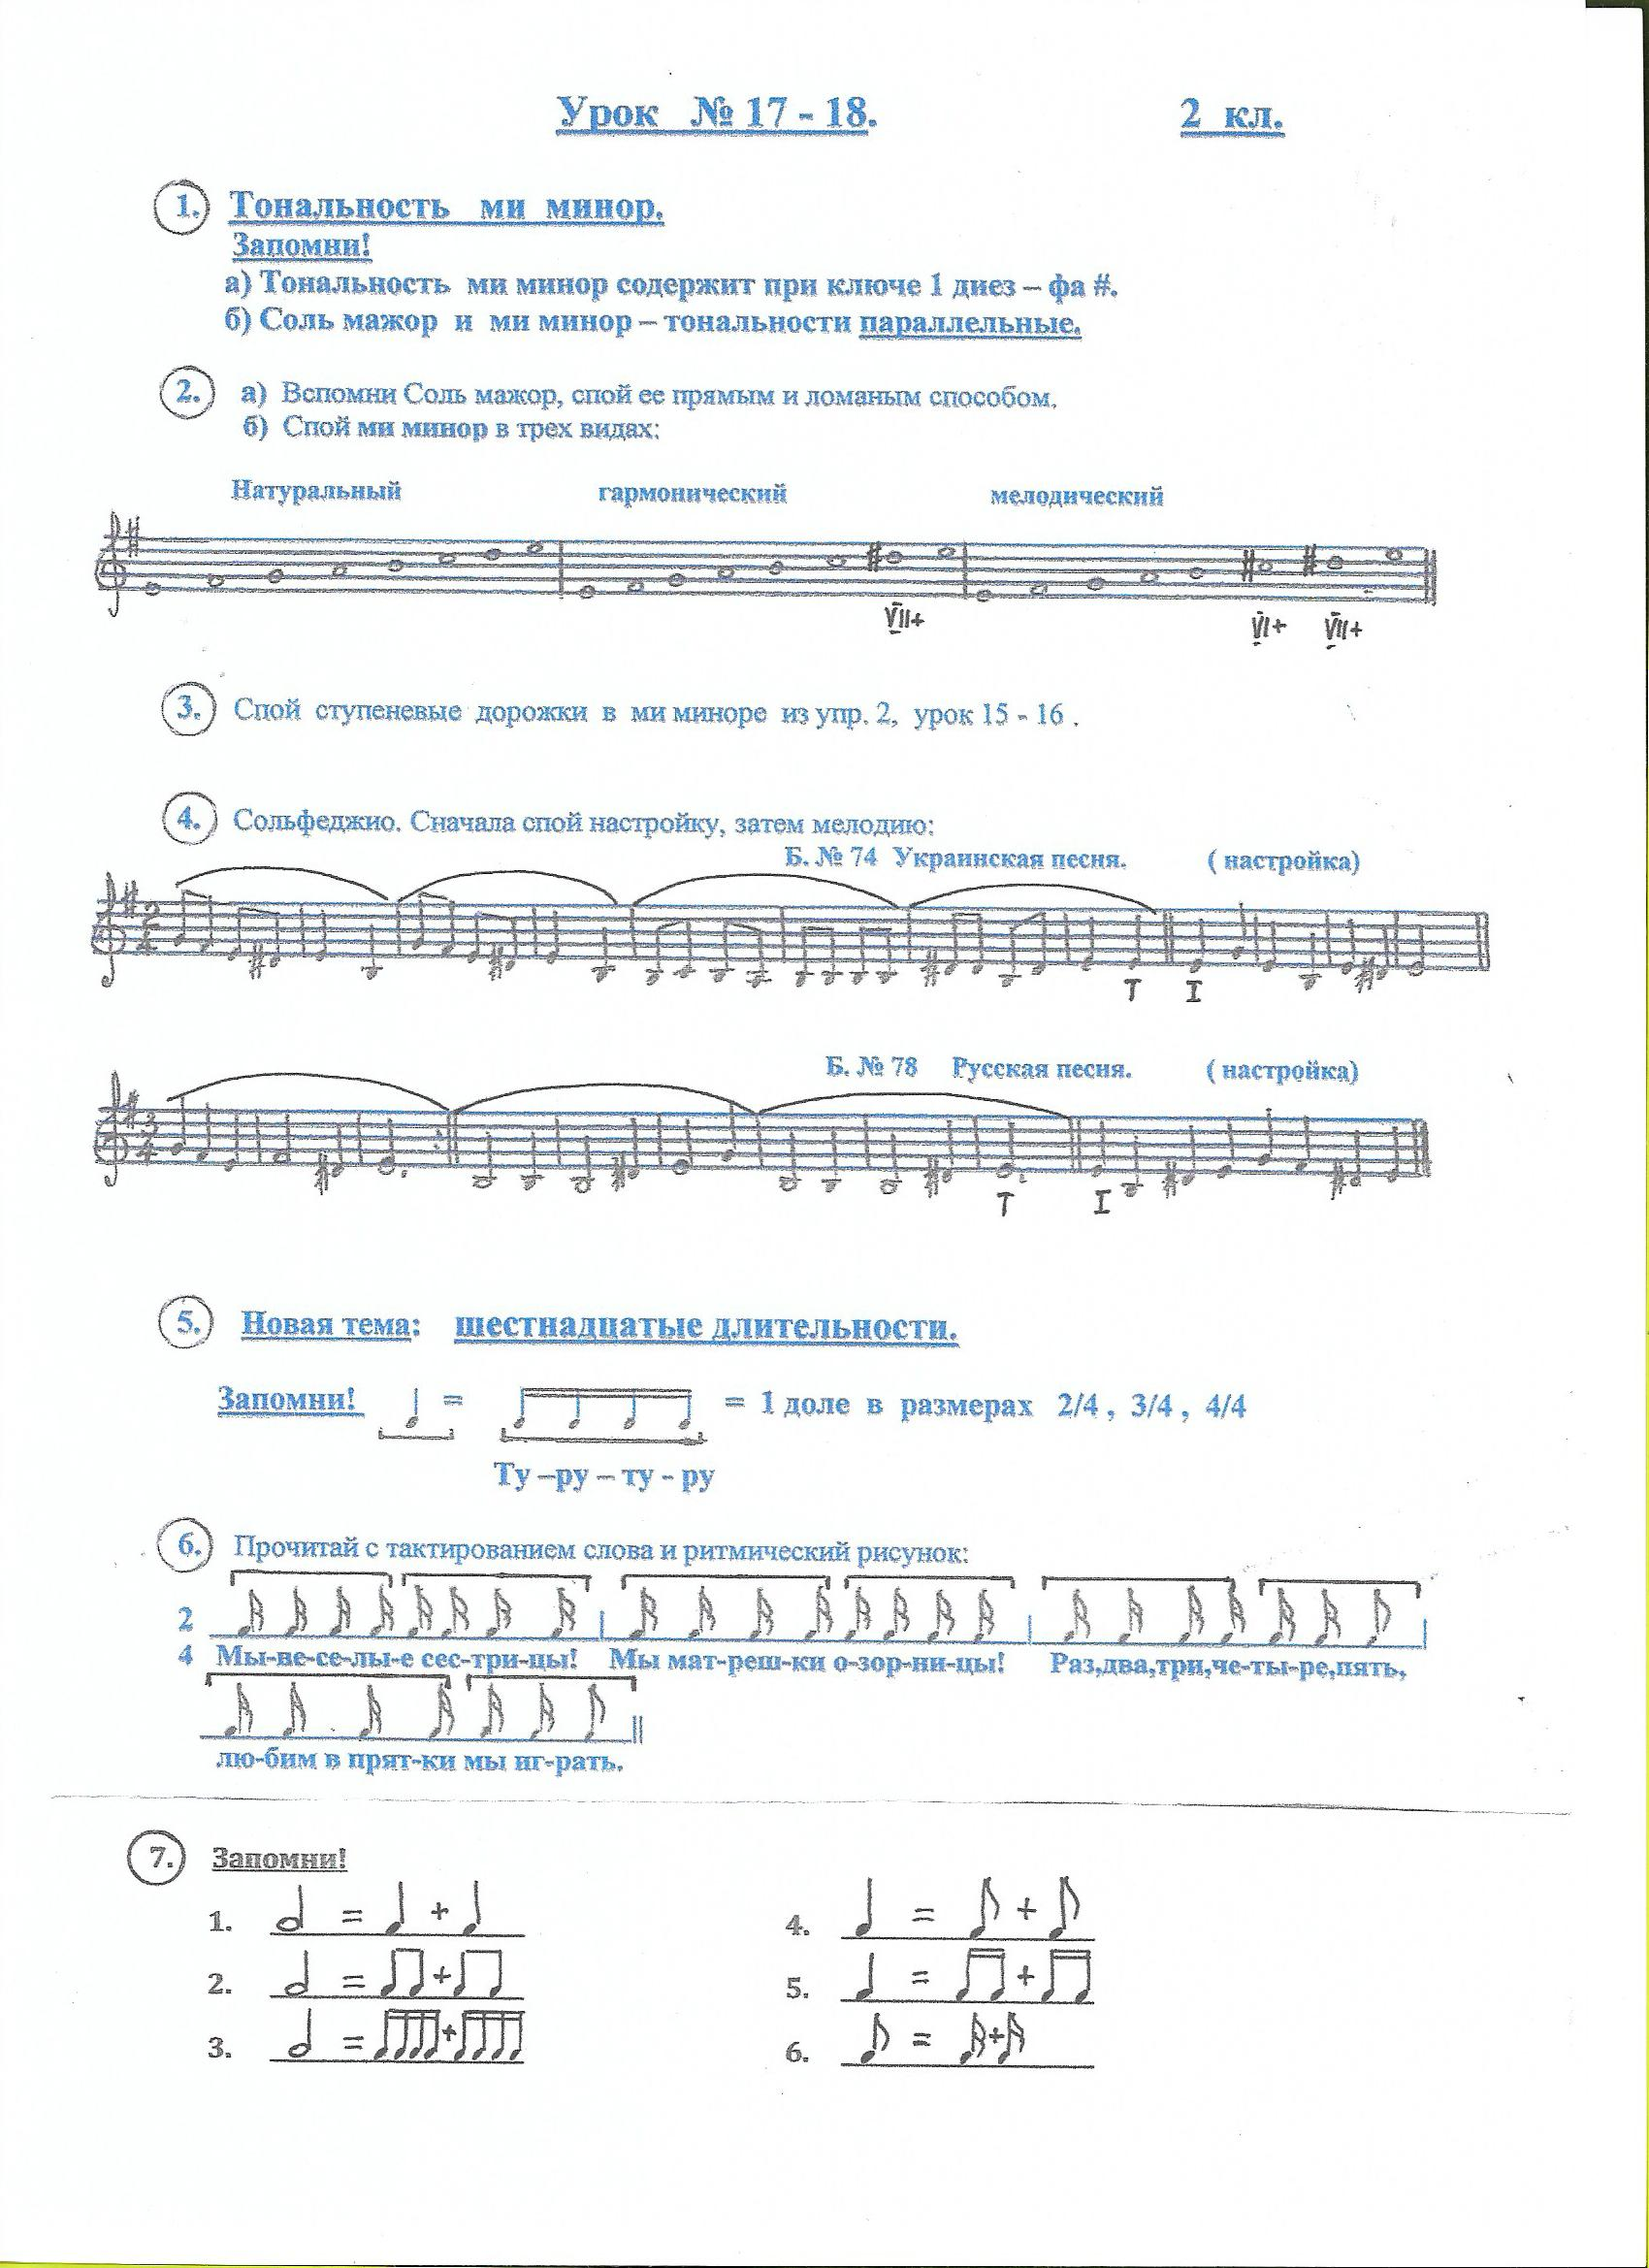 Урок № 17 - 18. 2 кл.
1. Тональность ми минор.
Запомни!
а) Тональность ми минор содержит при ключе 1 диез – фа #.
б) Соль мажор и ми минор – тональности параллельные.
2. а) Вспомни Соль мажор, спой ее прямым и ломаным способом.
б) Спой ми минор в трех видах:
Натуральный гармонический мелодический
VII+ VI+ VII+
3. Спой ступеневые дорожки в ми миноре из упр. 2, урок 15 - 16 .
4. Сольфеджио. Сначала спой настройку, затем мелодию:
Б. № 74 Украинская песня. ( настройка)
2
4
Т I
Б. № 78 Русская песня. ( настройка)
3
4
Т I
5. Новая тема: шестнадцатые длительности.
Запомни! = = 1 доле в размерах 2/4 , 3/4 , 4/4
Ту –ру – ту - ру
6. Прочитай с тактированием слова и ритмический рисунок:
2
4 Мы-ве-се-лы-е сес-три-цы! Мы мат-реш-ки о-зор-ни-цы! Раз,два,три,че-ты-ре,пять,
лю-бим в прят-ки мы иг-рать.
7. Запомни!
1. = + 4. = +
2. = + 5. = +
3. = + 6. = +